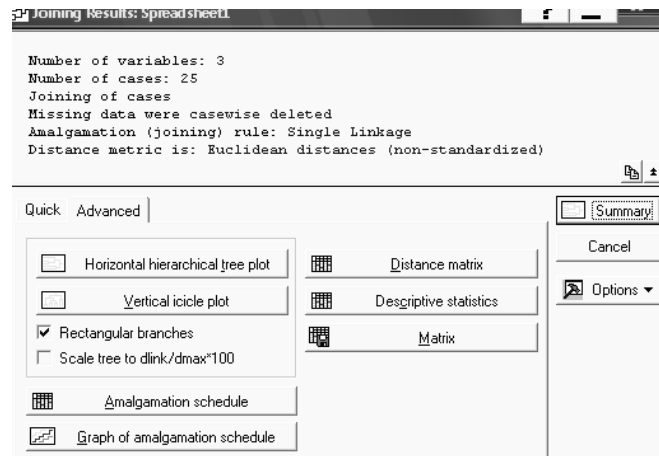 Joining Results: Spreadsheet1
Number of variables: 3
Number of cases: 25
Joining of cases
Missing data were casewise deleted
Amalgamation (joining) rule: Single Linkage
Distance metric is: Euclidean distances (non-standardized)
Quick Advanced
Summary
Cancel
Options
Horizontal hierarchical tree plot
Vertical icicle plot
Rectangular branches
Scale tree to dlink/dmax*100
Amalgamation schedule
Graph of amalgamation schedule
Distance matrix
Descriptive statistics
Matrix